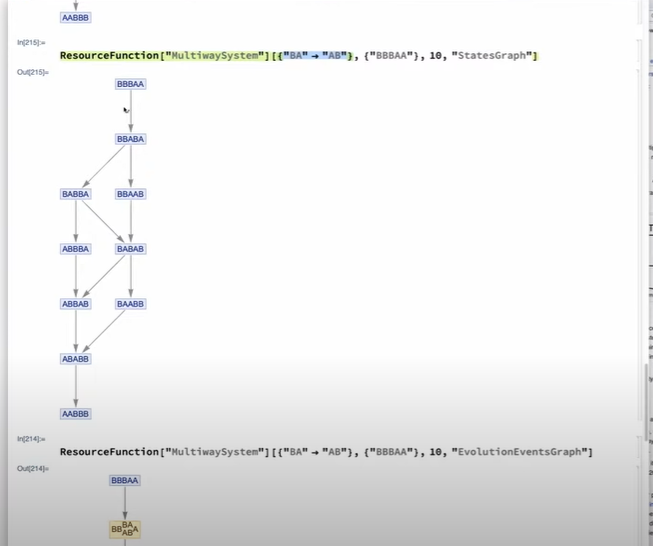 AABBB
In[215]:=
ResourceFunction["MultiwaySystem"][{"BA" → "AB"}, {"BBBAA"}, 10, "StatesGraph"]
Out[215]=
BBBAA
BBABA
BABBA BBAAB
ABBBA BABAB
ABBAB BAABB
ABABB
AABBB
In[214]:=
ResourceFunction["MultiwaySystem"][{"BA" → "AB"}, {"BBBAA"}, 10, "EvolutionEventsGraph"]
Out[214]=
BBBAA
BB BA A
AB